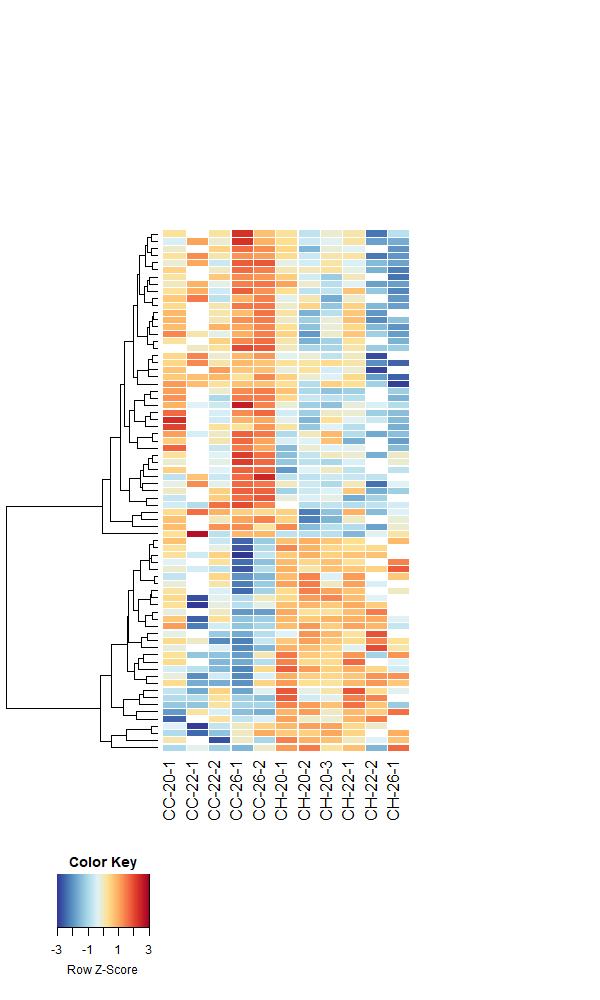 CC-20-1
CC-22-1
CC-22-2
CC-26-1
CC-26-2
CH-20-1
CH-20-2
CH-20-3
CH-22-1
CH-22-2
CH-26-1
Color Key
-3 -1 1 3
Row Z-Score